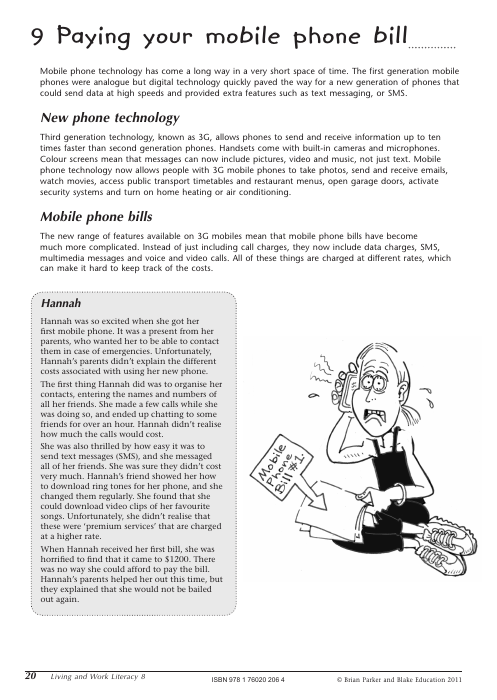 9 Paying your mobile phone bill
Mobile phone technology has come a long way in a very short space of time. The first generation mobile
phones were analogue but digital technology quickly paved the way for a new generation of phones that
could send data at high speeds and provided extra features such as text messaging, or SMS.
New phone technology
Third generation technology, known as 3G, allows phones to send and receive information up to ten
times faster than second generation phones. Handsets come with built-in cameras and microphones.
Colour screens mean that messages can now include pictures, video and music, not just text. Mobile
phone technology now allows people with 3G mobile phones to take photos, send and receive emails,
watch movies, access public transport timetables and restaurant menus, open garage doors, activate
security systems and turn on home heating or air conditioning.
Mobile phone bills
The new range of features available on 3G mobiles mean that mobile phone bills have become
much more complicated. Instead of just including call charges, they now include data charges, SMS,
multimedia messages and voice and video calls. All of these things are charged at different rates, which
can make it hard to keep track of the costs.
Hannah
Hannah was so excited when she got her
first mobile phone. It was a present from her
parents, who wanted her to be able to contact
them in case of emergencies. Unfortunately,
Hannah's parents didn't explain the different
costs associated with using her new phone.
The first thing Hannah did was to organise her
contacts, entering the names and numbers of
all her friends. She made a few calls while she
was doing so, and ended up chatting to some
friends for over an hour. Hannah didn't realise
how much the calls would cost.
She was also thrilled by how easy it was to
send text messages (SMS), and she messaged
all of her friends. She was sure they didn't cost
very much. Hannah's friend showed her how
to download ring tones for her phone, and she
changed them regularly. She found that she
could download video clips of her favourite
songs. Unfortunately, she didn't realise that
these were 'premium services' that are charged
at a higher rate.
When Hannah received her first bill, she was
horrified to find that it came to $1200. There
was no way she could afford to pay the bill.
Hannah's parents helped her out this time, but
they explained that she would not be bailed
out again.
Mobile
Phone
Bill #1.
20 Living and Work Literacy 8
ISBN 978 1 76020 206 4
© Brian Parker and Blake Education 2011